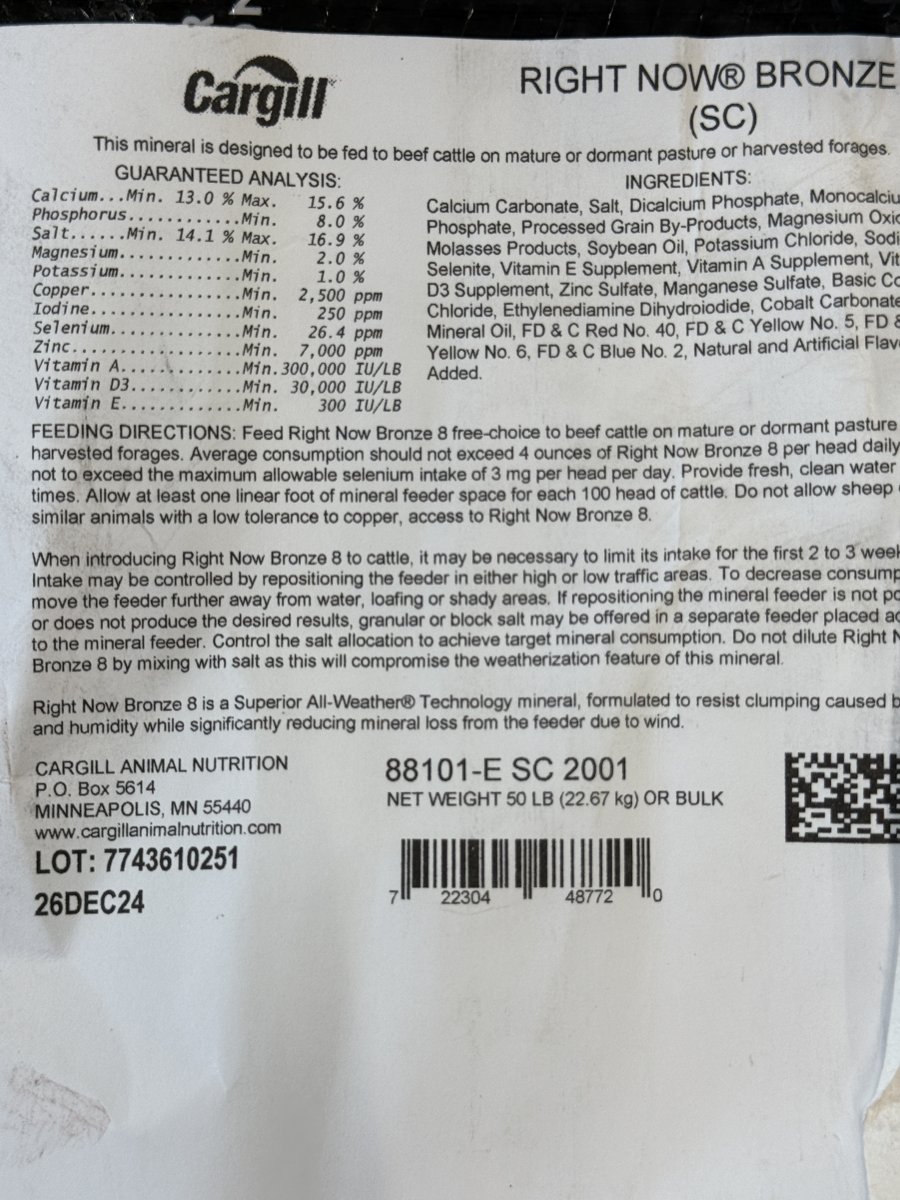 Cargill
RIGHT NOW® BRONZE
(SC)
This mineral is designed to be fed to beef cattle on mature or dormant pasture or harvested forages.
GUARANTEED ANALYSIS:
Calcium...Min. 13.0 % Max. 15.6 %
Phosphorus............Min. 8.0 %
Salt......Min. 14.1 % Max. 16.9 %
Magnesium.............Min. 2.0 %
Potassium.............Min. 1.0 %
Copper................Min. 2,500 ppm
Iodine................Min. 250 ppm
Selenium..............Min. 26.4 ppm
Zinc..................Min. 7,000 ppm
Vitamin A.............Min.300,000 IU/LB
Vitamin D3............Min. 30,000 IU/LB
Vitamin E.............Min. 300 IU/LB
INGREDIENTS:
Calcium Carbonate, Salt, Dicalcium Phosphate, Monocalciu
Phosphate, Processed Grain By-Products, Magnesium Oxi
Molasses Products, Soybean Oil, Potassium Chloride, Sodi
Selenite, Vitamin E Supplement, Vitamin A Supplement, Vit
D3 Supplement, Zinc Sulfate, Manganese Sulfate, Basic Co
Chloride, Ethylenediamine Dihydroiodide, Cobalt Carbonate
Mineral Oil, FD & C Red No. 40, FD & C Yellow No. 5, FD &
Yellow No. 6, FD & C Blue No. 2, Natural and Artificial Flav
Added.
FEEDING DIRECTIONS: Feed Right Now Bronze 8 free-choice to beef cattle on mature or dormant pasture
harvested forages. Average consumption should not exceed 4 ounces of Right Now Bronze 8 per head daily
not to exceed the maximum allowable selenium intake of 3 mg per head per day. Provide fresh, clean water
times. Allow at least one linear foot of mineral feeder space for each 100 head of cattle. Do not allow sheep
similar animals with a low tolerance to copper, access to Right Now Bronze 8.
When introducing Right Now Bronze 8 to cattle, it may be necessary to limit its intake for the first 2 to 3 week
Intake may be controlled by repositioning the feeder in either high or low traffic areas. To decrease consump
move the feeder further away from water, loafing or shady areas. If repositioning the mineral feeder is not po
or does not produce the desired results, granular or block salt may be offered in a separate feeder placed a
to the mineral feeder. Control the salt allocation to achieve target mineral consumption. Do not dilute Right N
Bronze 8 by mixing with salt as this will compromise the weatherization feature of this mineral.
Right Now Bronze 8 is a Superior All-Weather® Technology mineral, formulated to resist clumping caused b
and humidity while significantly reducing mineral loss from the feeder due to wind.
CARGILL ANIMAL NUTRITION
P.O. Box 5614
MINNEAPOLIS, MN 55440
www.cargillanimalnutrition.com
LOT: 7743610251
26DEC24
88101-E SC 2001
NET WEIGHT 50 LB (22.67 kg) OR BULK
7 22304 48772 0